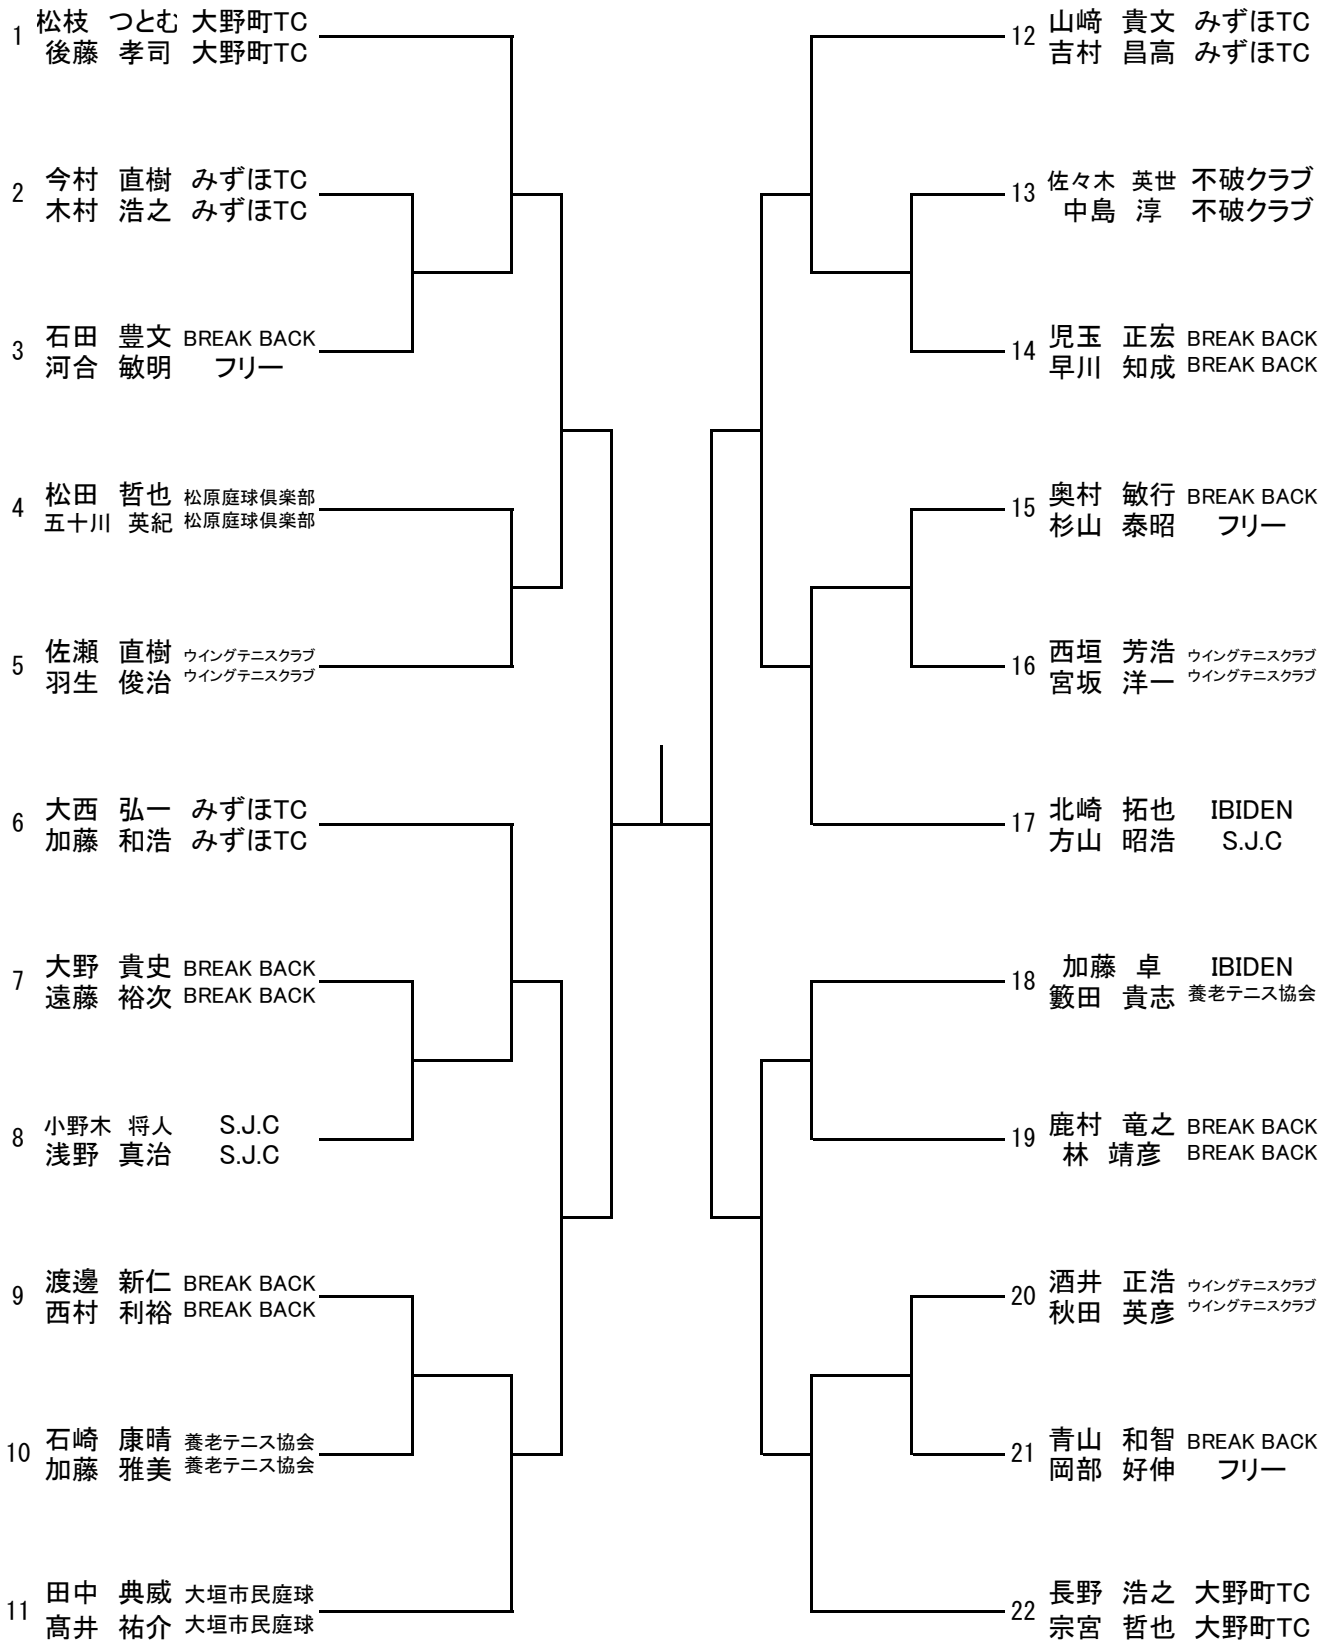 1 松枝 つとむ 大野町TC
後藤 孝司 大野町TC
2 今村 直樹 みずほTC
木村 浩之 みずほTC
3 石田 豊文 BREAK BACK
河合 敏明 フリー
4 松田 哲也 松原庭球倶楽部
五十川 英紀 松原庭球倶楽部
5 佐瀬 直樹 ウイングテニスクラブ
羽生 俊治 ウイングテニスクラブ
6 大西 弘一 みずほTC
加藤 和浩 みずほTC
7 大野 貴史 BREAK BACK
遠藤 裕次 BREAK BACK
8 小野木 将人 S.J.C
浅野 真治 S.J.C
9 渡邊 新仁 BREAK BACK
西村 利裕 BREAK BACK
10 石崎 康晴 養老テニス協会
加藤 雅美 養老テニス協会
11 田中 典威 大垣市民庭球
髙井 祐介 大垣市民庭球
12 山﨑 貴文 みずほTC
吉村 昌高 みずほTC
13 佐々木 英世 不破クラブ
中島 淳 不破クラブ
14 児玉 正宏 BREAK BACK
早川 知成 BREAK BACK
15 奥村 敏行 BREAK BACK
杉山 泰昭 フリー
16 西垣 芳浩 ウイングテニスクラブ
宮坂 洋一 ウイングテニスクラブ
17 北崎 拓也 IBIDEN
方山 昭浩 S.J.C
18 加藤 卓 IBIDEN
籔田 貴志 養老テニス協会
19 鹿村 竜之 BREAK BACK
林 靖彦 BREAK BACK
20 酒井 正浩 ウイングテニスクラブ
秋田 英彦 ウイングテニスクラブ
21 青山 和智 BREAK BACK
岡部 好伸 フリー
22 長野 浩之 大野町TC
宗宮 哲也 大野町TC